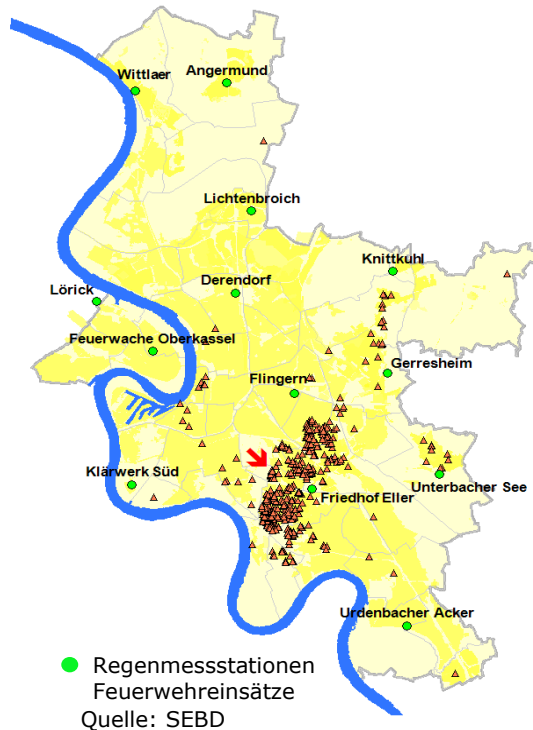 Angermund
Wittlaer
Lichtenbroich
Knittkuhl
Derendorf
Lörick
Feuerwache Oberkassel
Gerresheim
Flingern
Klärwerk Süd
Unterbacher See
Friedhof Eller
Urdenbacher Acker
Regenmessstationen
Feuerwehreinsätze
Quelle: SEBD